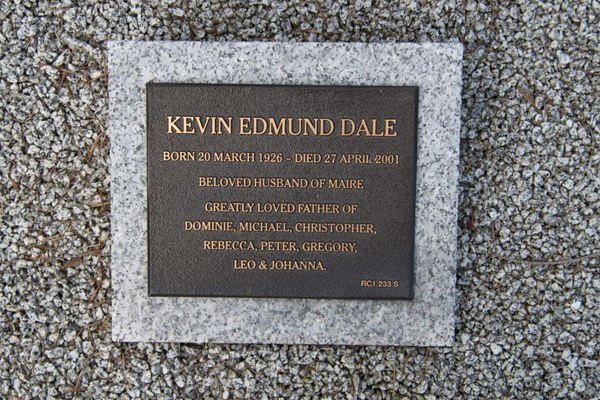 KEVIN EDMUND DALE
BORN 20 MARCH 1926 - DIED 27 APRIL 2001
BELOVED HUSBAND OF MAIRE
GREATLY LOVED FATHER OF
DOMINIE, MICHAEL, CHRISTOPHER,
REBECCA, PETER, GREGORY,
LEO & JOHANNA.
RC1 233 S